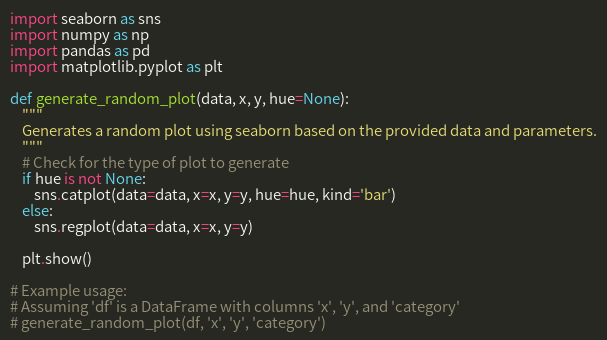 import seaborn as sns
import numpy as np
import pandas as pd
import matplotlib.pyplot as plt

def generate_random_plot(data, x, y, hue=None):
    """
    Generates a random plot using seaborn based on the provided data and parameters.
    """
    # Check for the type of plot to generate
    if hue is not None:
        sns.catplot(data=data, x=x, y=y, hue=hue, kind='bar')
    else:
        sns.regplot(data=data, x=x, y=y)

    plt.show()

# Example usage:
# Assuming 'df' is a DataFrame with columns 'x', 'y', and 'category'
# generate_random_plot(df, 'x', 'y', 'category')